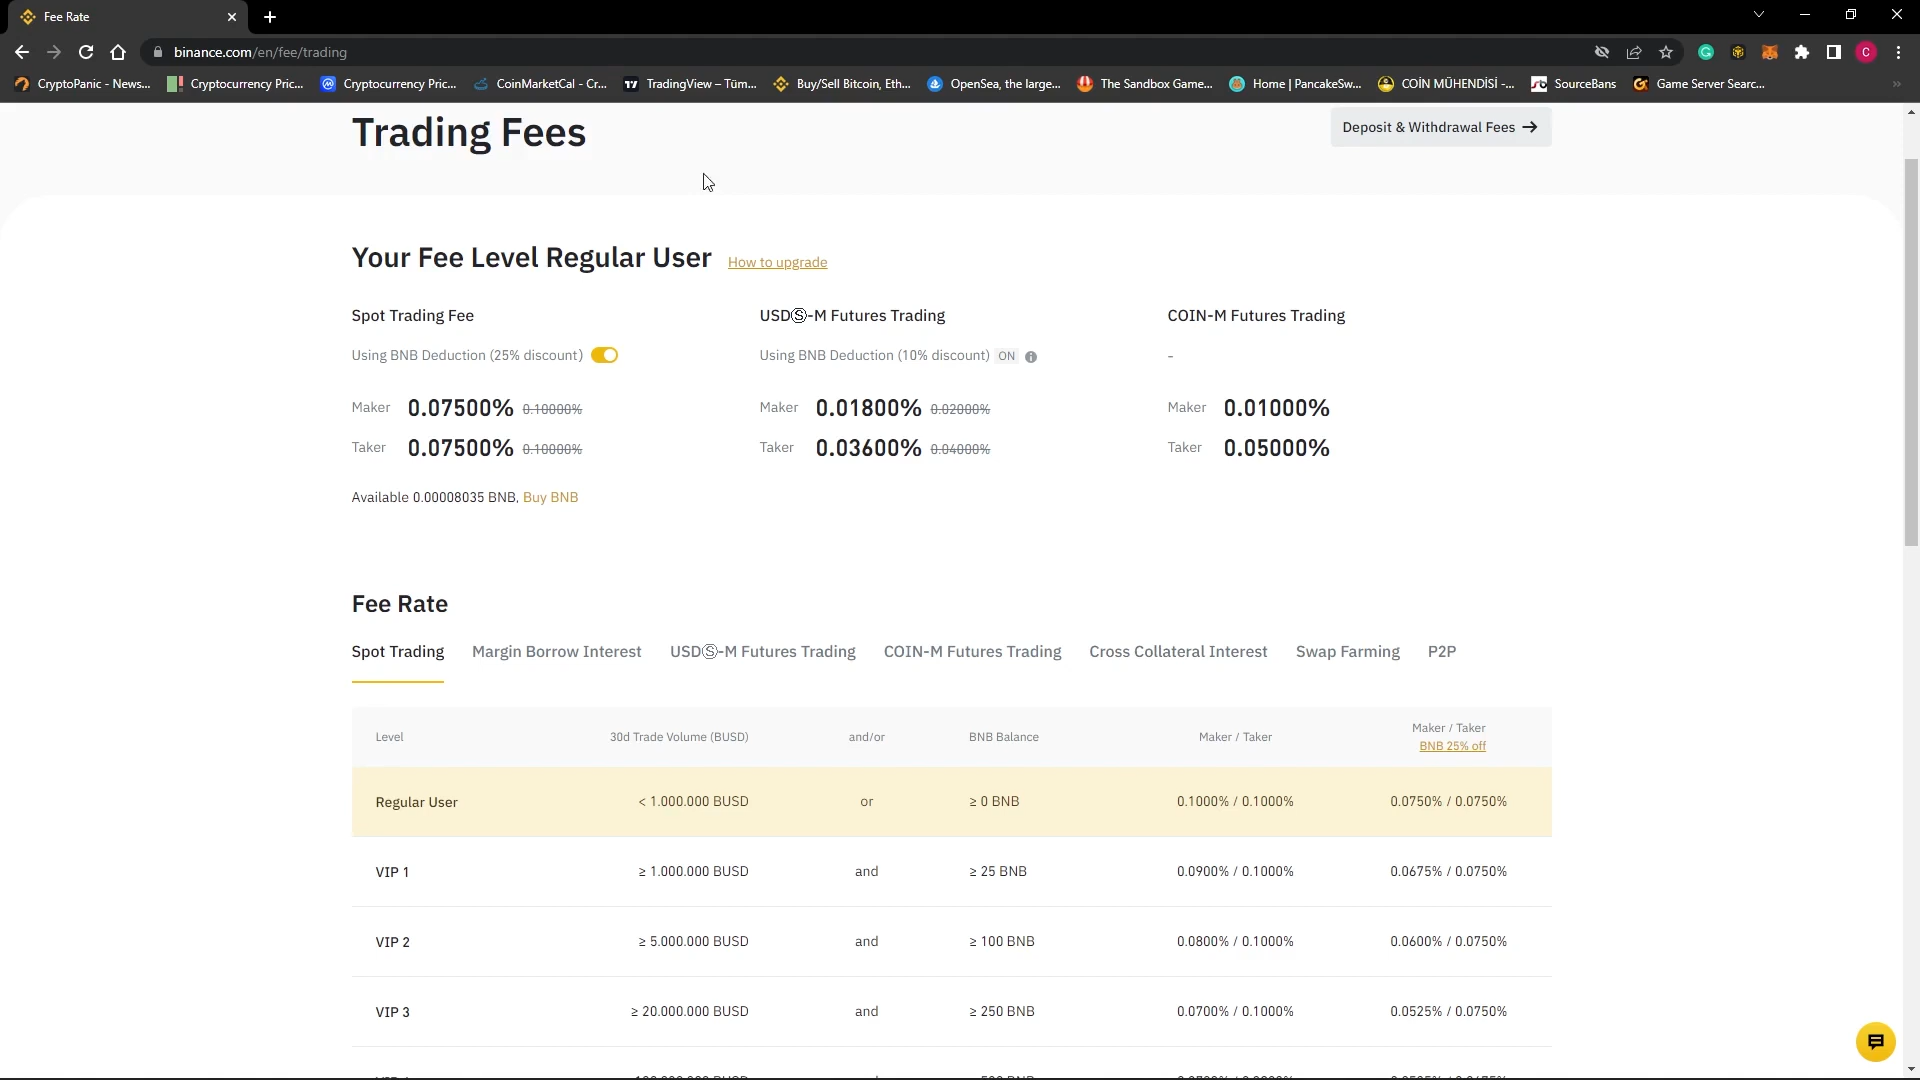 Fee Rate
binance.com/en/fee/trading
C
CryptoPanic - News...
Cryptocurrency Pric...
Cryptocurrency Pric...
CoinMarketCal - Cr...
TradingView – Tüm...
Buy/Sell Bitcoin, Eth...
OpenSea, the large...
The Sandbox Game...
Home | PancakeSw...
COİN MÜHENDİSİ -...
SourceBans
Game Server Searc...
Trading Fees
Deposit & Withdrawal Fees →
Your Fee Level Regular User How to upgrade
Spot Trading Fee
Using BNB Deduction (25% discount)
Maker 0.07500% 0.10000%
Taker 0.07500% 0.10000%
Available 0.00008035 BNB, Buy BNB
USDⓈ-M Futures Trading
Using BNB Deduction (10% discount) ON
Maker 0.01800% 0.02000%
Taker 0.03600% 0.04000%
COIN-M Futures Trading
-
Maker 0.01000%
Taker 0.05000%
Fee Rate
Spot Trading Margin Borrow Interest USDⓈ-M Futures Trading COIN-M Futures Trading Cross Collateral Interest Swap Farming P2P
Level 30d Trade Volume (BUSD) and/or BNB Balance Maker / Taker Maker / Taker
BNB 25% off
Regular User < 1.000.000 BUSD or ≥ 0 BNB 0.1000% / 0.1000% 0.0750% / 0.0750%
VIP 1 ≥ 1.000.000 BUSD and ≥ 25 BNB 0.0900% / 0.1000% 0.0675% / 0.0750%
VIP 2 ≥ 5.000.000 BUSD and ≥ 100 BNB 0.0800% / 0.1000% 0.0600% / 0.0750%
VIP 3 ≥ 20.000.000 BUSD and ≥ 250 BNB 0.0700% / 0.1000% 0.0525% / 0.0750%